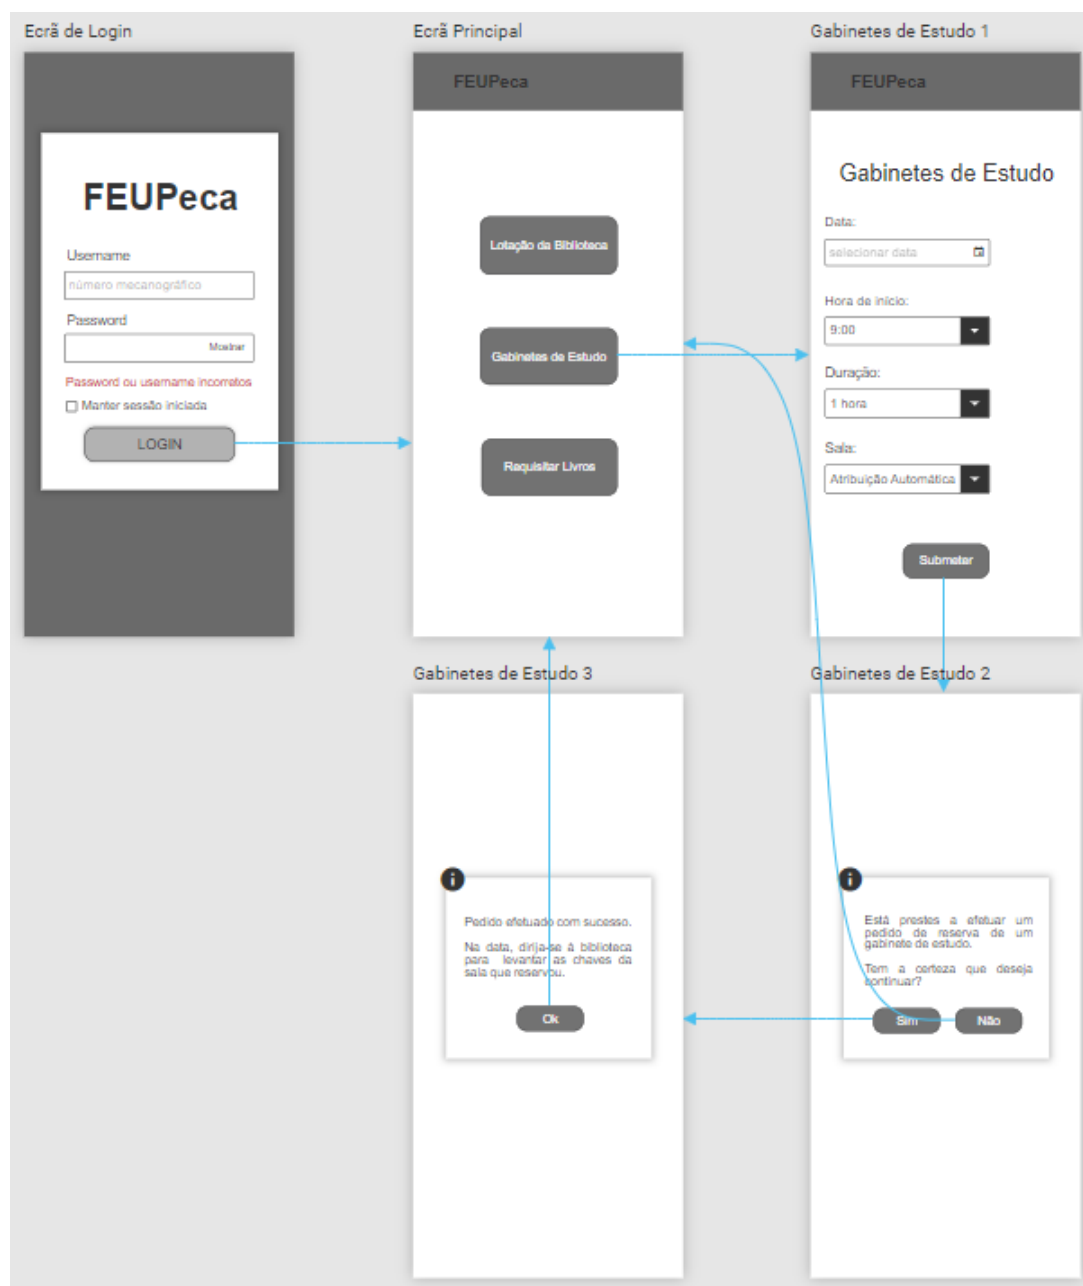 Ecrã de Login
FEUPeca
Username
número mecanográfico
Password
Mostrar
Password ou username incorretos
Manter sessão iniciada
LOGIN
Ecrã Principal
FEUPeca
Lotação da Biblioteca
Gabinetes de Estudo
Requisitar Livros
Gabinetes de Estudo 1
FEUPeca
Gabinetes de Estudo
Data:
selecionar data
Hora de início:
9:00
Duração:
1 hora
Sala:
Atribuição Automática
Submeter
Gabinetes de Estudo 3
Pedido efetuado com sucesso.
Na data, dirija-se à biblioteca
para levantar as chaves da
sala que reservou.
Ok
Gabinetes de Estudo 2
Está prestes a efetuar um
pedido de reserva de um
gabinete de estudo.
Tem a certeza que deseja
continuar?
Sim
Não